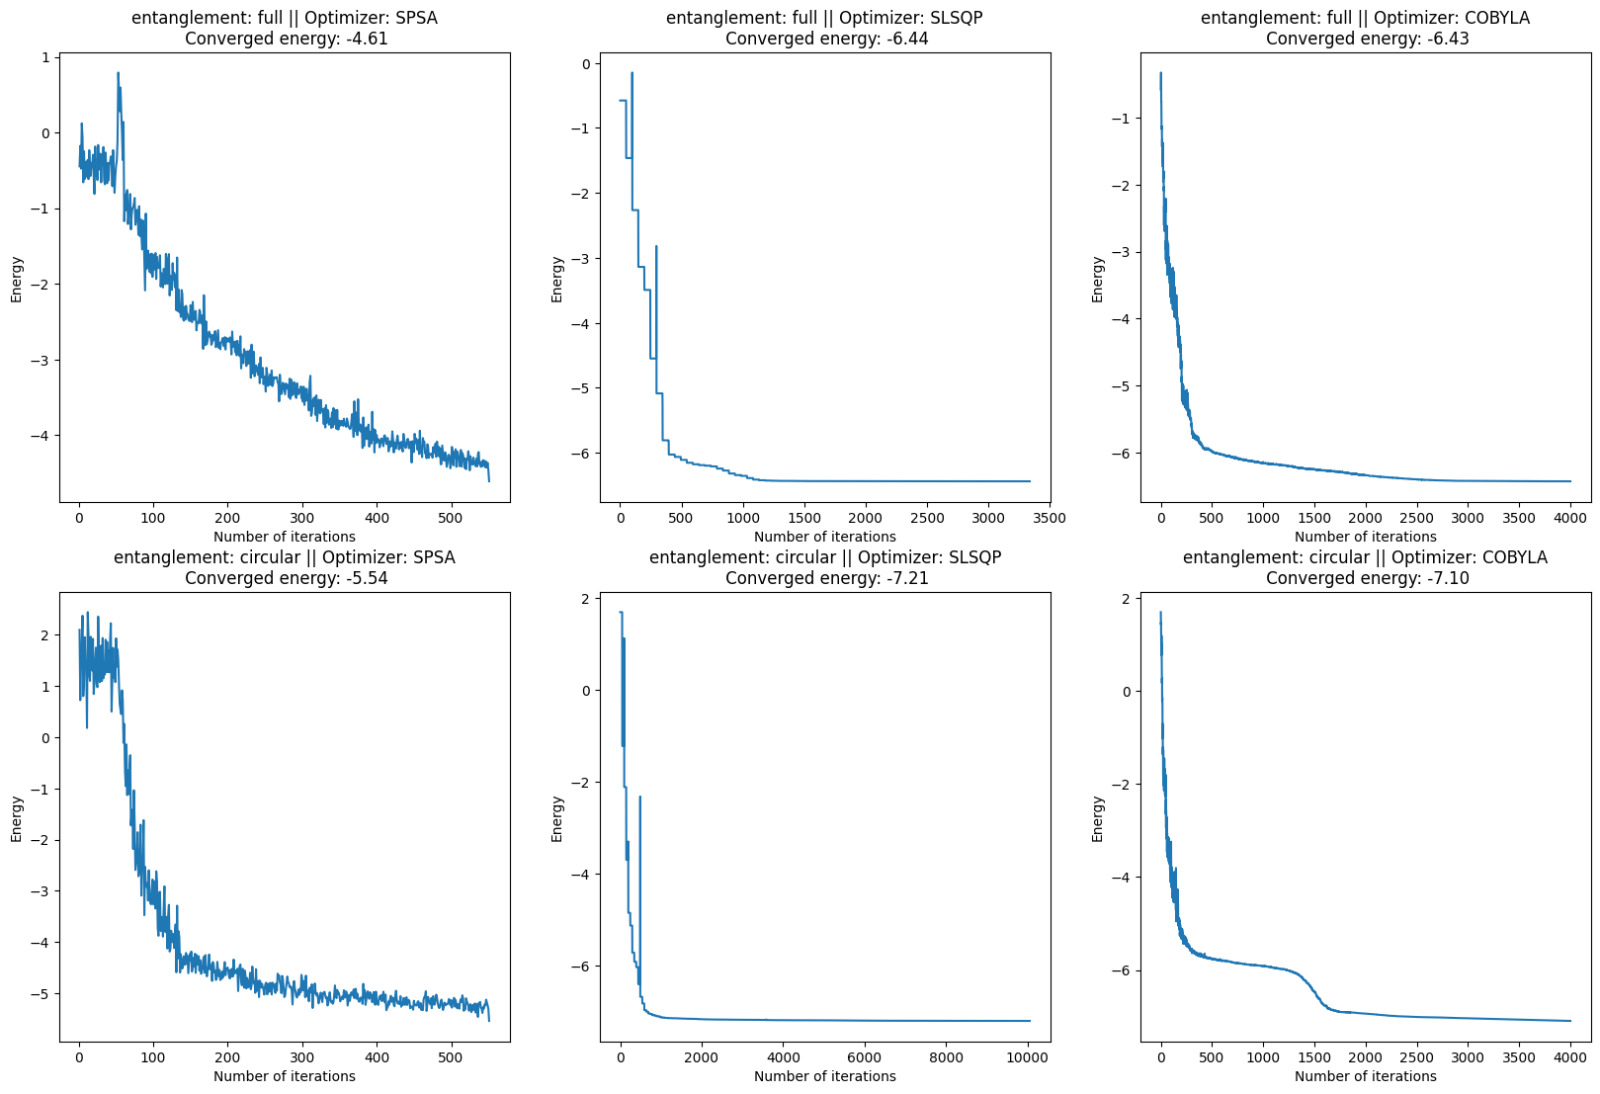 entanglement: full || Optimizer: SPSA
Converged energy: -4.61
1
0
−1
−2
−3
−4
Energy
0 100 200 300 400 500
Number of iterations
entanglement: full || Optimizer: SLSQP
Converged energy: -6.44
0
−1
−2
−3
−4
−5
−6
Energy
0 500 1000 1500 2000 2500 3000 3500
Number of iterations
entanglement: full || Optimizer: COBYLA
Converged energy: -6.43
−1
−2
−3
−4
−5
−6
Energy
0 500 1000 1500 2000 2500 3000 3500 4000
Number of iterations
entanglement: circular || Optimizer: SPSA
Converged energy: -5.54
2
1
0
−1
−2
−3
−4
−5
Energy
0 100 200 300 400 500
Number of iterations
entanglement: circular || Optimizer: SLSQP
Converged energy: -7.21
2
0
−2
−4
−6
Energy
0 2000 4000 6000 8000 10000
Number of iterations
entanglement: circular || Optimizer: COBYLA
Converged energy: -7.10
2
0
−2
−4
−6
Energy
0 500 1000 1500 2000 2500 3000 3500 4000
Number of iterations